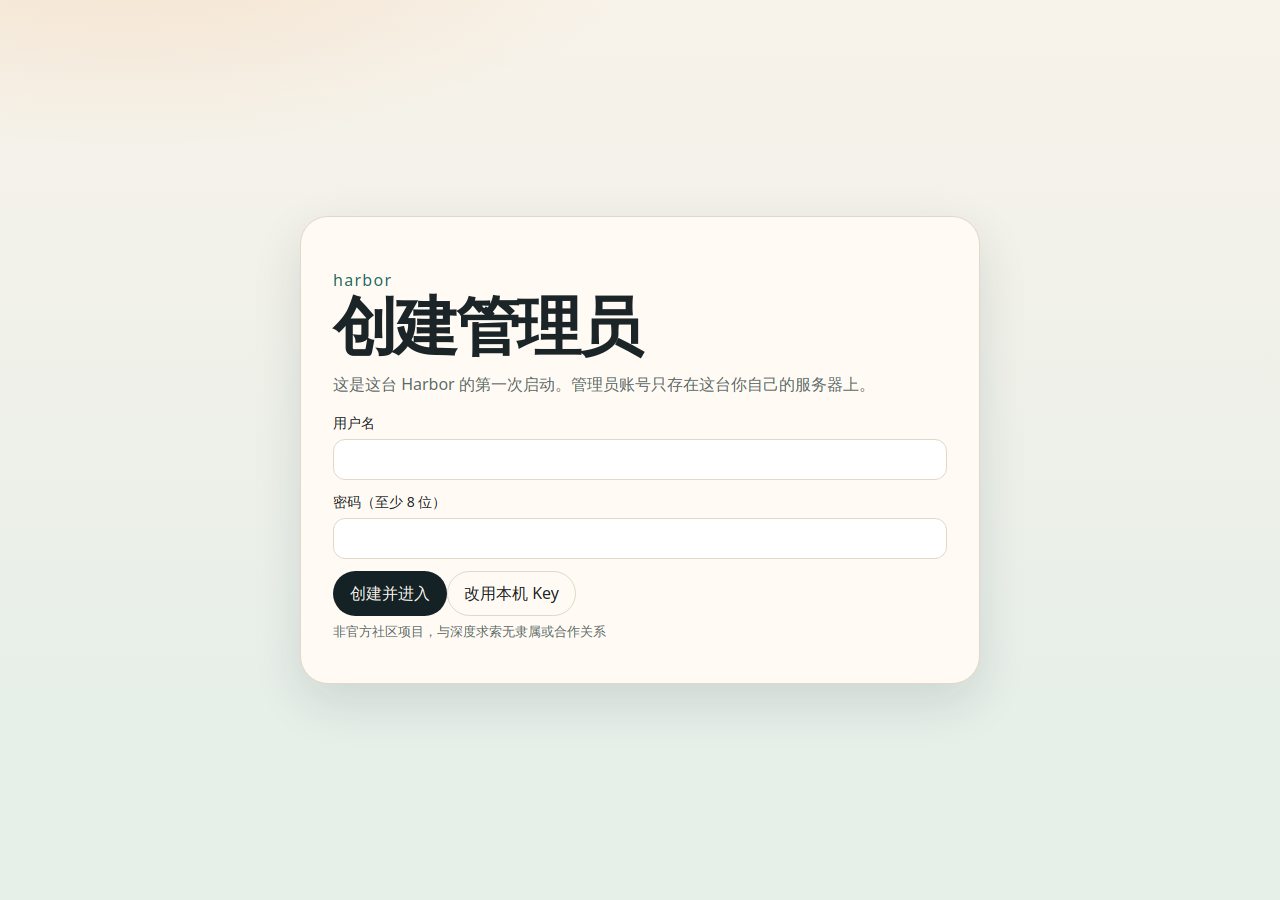 harbor
创建管理员
这是这台 Harbor 的第一次启动。管理员账号只存在这台你自己的服务器上。
用户名
密码（至少 8 位）
创建并进入 改用本机 Key
非官方社区项目，与深度求索无隶属或合作关系